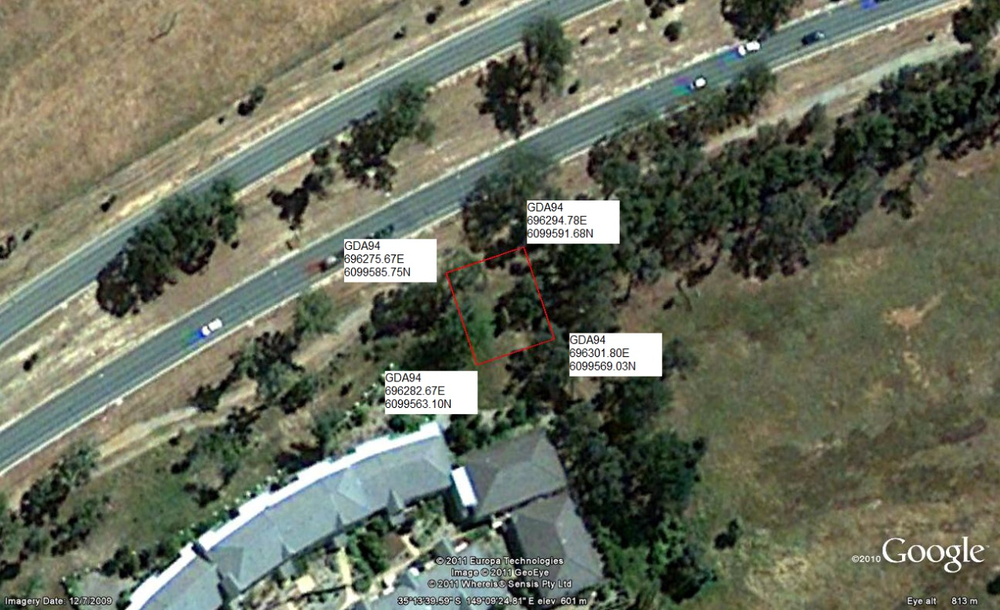 GDA94
696294.78E
6099591.68N
GDA94
696275.67E
6099585.75N
GDA94
696301.80E
6099569.03N
GDA94
696282.67E
6099563.10N
© 2011 Europa Technologies
Image © 2011 GeoEye
© 2011 Whereis® Sensis Pty Ltd
©2010 Google
Imagery Date: 12/7/2009
35°13'39.59" S 149°09'24.81" E elev 601 m
Eye alt 813 m